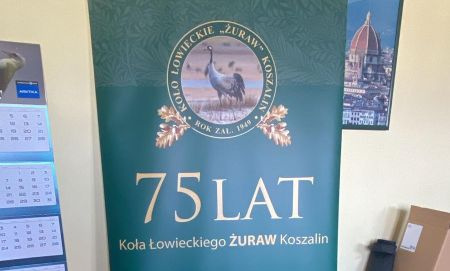 KOŁO ŁOWIECKIE „ŻURAW” KOSZALIN
• ROK ZAŁ. 1949 •
75 LAT
Koła Łowieckiego ŻURAW Koszalin